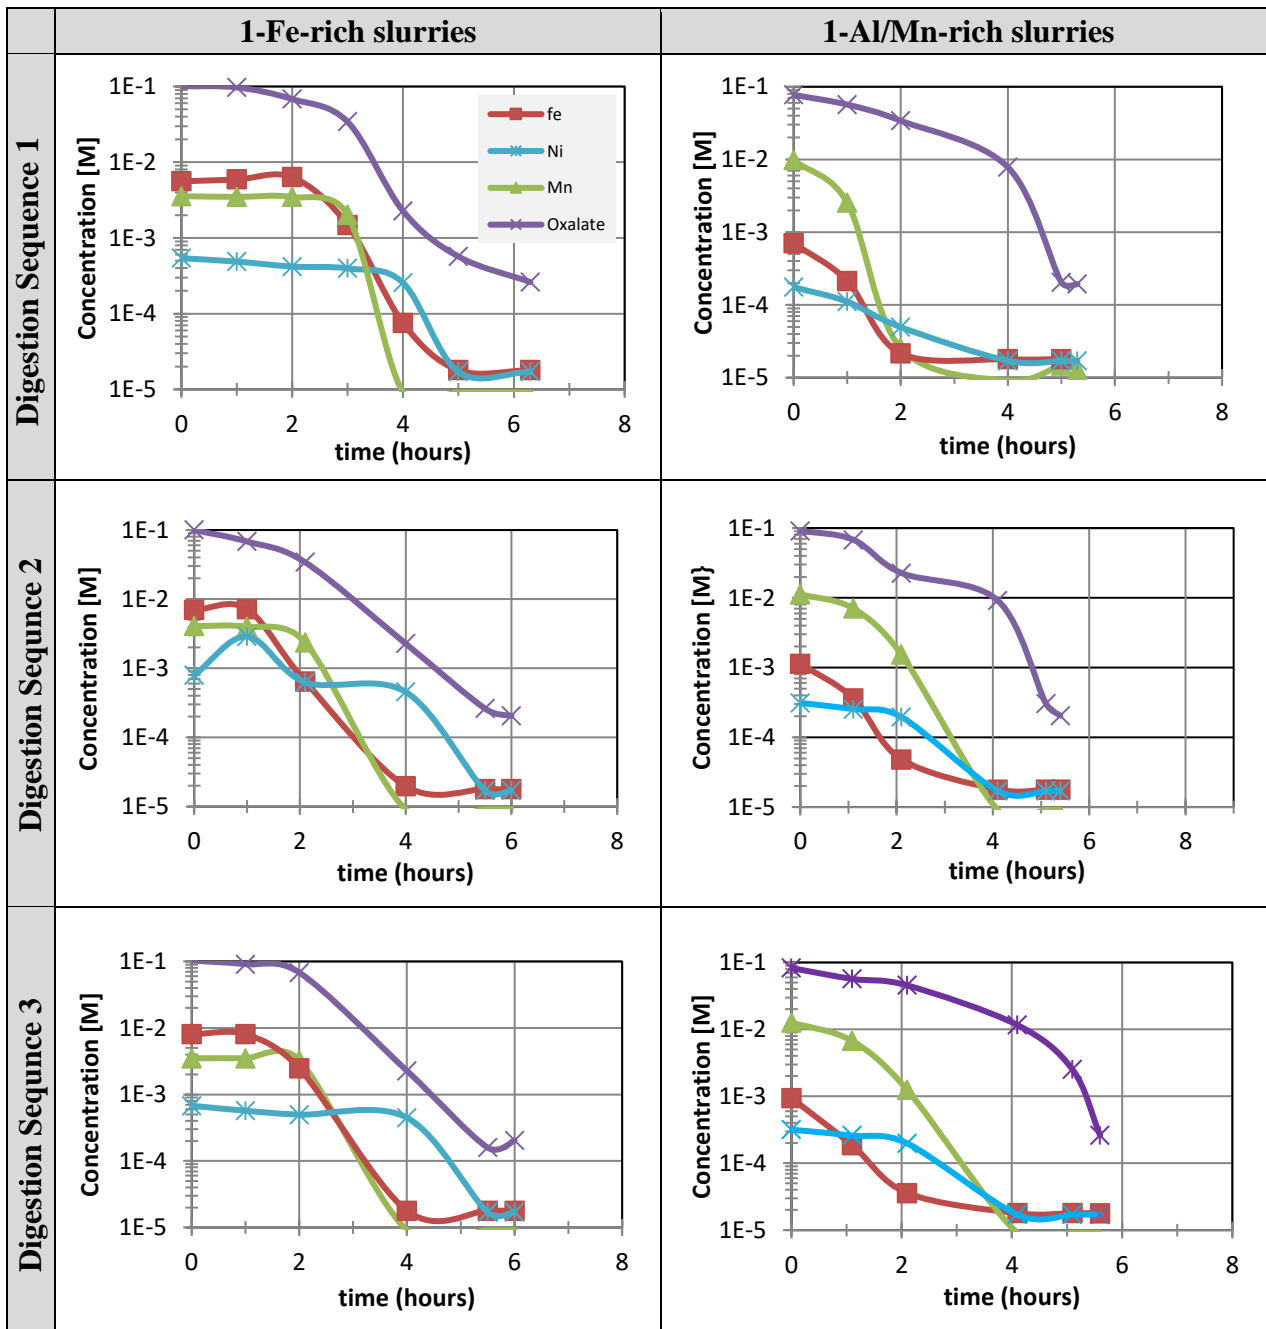 1-Fe-rich slurries
1-Al/Mn-rich slurries
Digestion Sequence 1
Concentration [M]
1E-1
1E-2
1E-3
1E-4
1E-5
0
2
4
6
8
time (hours)
fe
Ni
Mn
Oxalate
Concentration [M]
1E-1
1E-2
1E-3
1E-4
1E-5
0
2
4
6
8
time (hours)
Digestion Sequnce 2
Concentration [M]
1E-1
1E-2
1E-3
1E-4
1E-5
0
2
4
6
8
time (hours)
Concentration [M}
1E-1
1E-2
1E-3
1E-4
1E-5
0
2
4
6
8
time (hours)
Digestion Sequnce 3
Concentration [M]
1E-1
1E-2
1E-3
1E-4
1E-5
0
2
4
6
8
time (hours)
Concentration [M]
1E-1
1E-2
1E-3
1E-4
1E-5
0
2
4
6
8
time (hours)